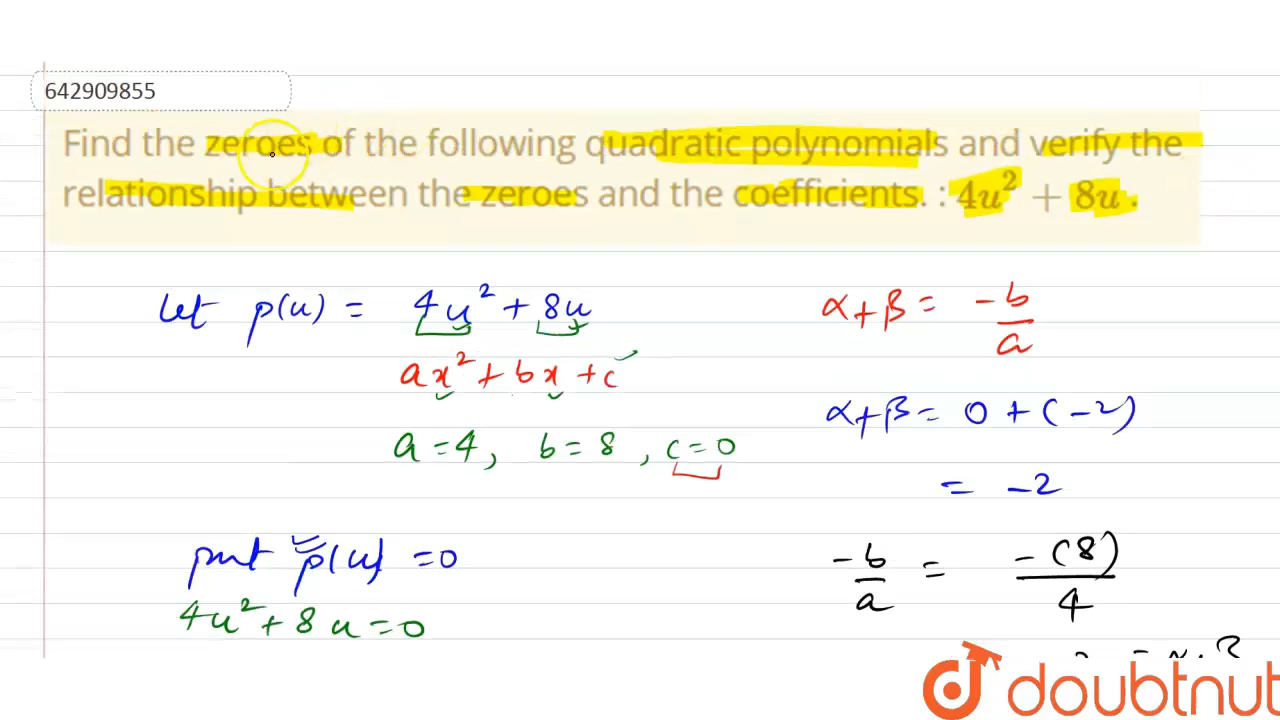 642909855
Find the zeroes of the following quadratic polynomials and verify the
relationship between the zeroes and the coefficients. : 4u² + 8u .
let p(u) = 4u² + 8u
ax² + bx + c
a = 4, b = 8, c = 0
put p(u) = 0
4u² + 8u = 0
α + β = -b/a
α + β = 0 + (-2)
= -2
-b/a = -(8)/4
doubtnut